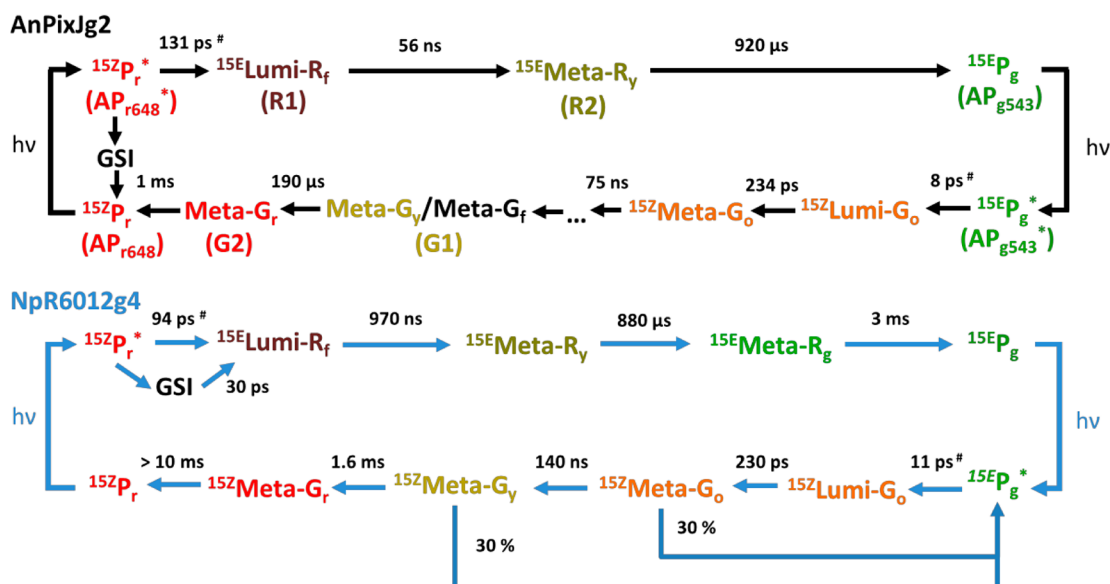 AnPixJg2
131 ps # 56 ns 920 μs
15ZPr* 15ELumi-Rf 15EMeta-Ry 15EPg
(APr648*) (R1) (R2) (APg543)
hν GSI hν
1 ms 190 μs 75 ns 234 ps 8 ps #
15ZPr Meta-Gr Meta-Gy/Meta-Gf ... 15ZMeta-Go 15ZLumi-Go 15EPg*
(APr648) (G2) (G1) (APg543*)
NpR6012g4
94 ps # 970 ns 880 μs 3 ms
15ZPr* 15ELumi-Rf 15EMeta-Ry 15EMeta-Rg 15EPg
GSI 30 ps
hν hν
> 10 ms 1.6 ms 140 ns 230 ps 11 ps #
15ZPr 15ZMeta-Gr 15ZMeta-Gy 15ZMeta-Go 15ZLumi-Go 15EPg*
30 % 30 %